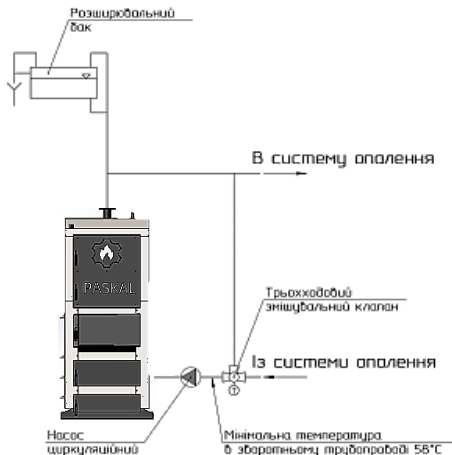 Розширювальний
бак
В систему опалення
PASKAL
Трьохходовий
змішувальний клапан
Із системи опалення
Т
Насос
циркуляційний
Мінімальна температура
в зворотньому трубопроводі 58°С